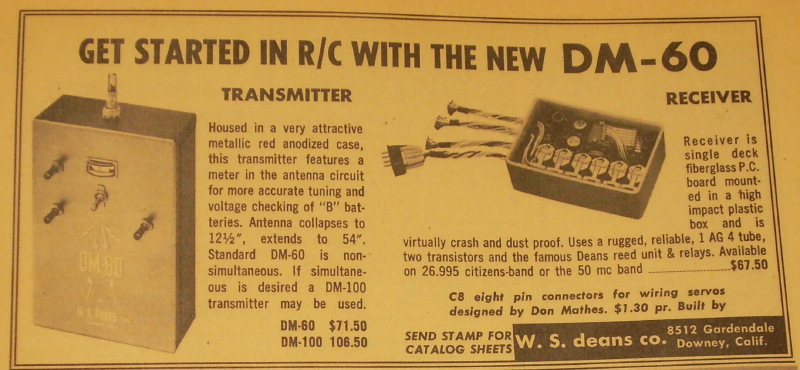 GET STARTED IN R/C WITH THE NEW DM-60
TRANSMITTER
Housed in a very attractive
metallic red anodized case,
this transmitter features a
meter in the antenna circuit
for more accurate tuning and
voltage checking of "B" bat-
teries. Antenna collapses to
12½", extends to 54".
Standard DM-60 is non-
simultaneous. If simultane-
ous is desired a DM-100
transmitter may be used.
DM-60 $71.50
DM-100 106.50
DM-60
RECEIVER
Receiver is
single deck
fiberglass P.C.
board mount-
ed in a high
impact plastic
box and is
virtually crash and dust proof. Uses a rugged, reliable, 1 AG 4 tube,
two transistors and the famous Deans reed unit & relays. Available
on 26.995 citizens-band or the 50 mc band $67.50
C8 eight pin connectors for wiring servos
designed by Don Mathes. $1.30 pr. Built by
SEND STAMP FOR
CATALOG SHEETS
W. S. deans co.
8512 Gardendale
Downey, Calif.